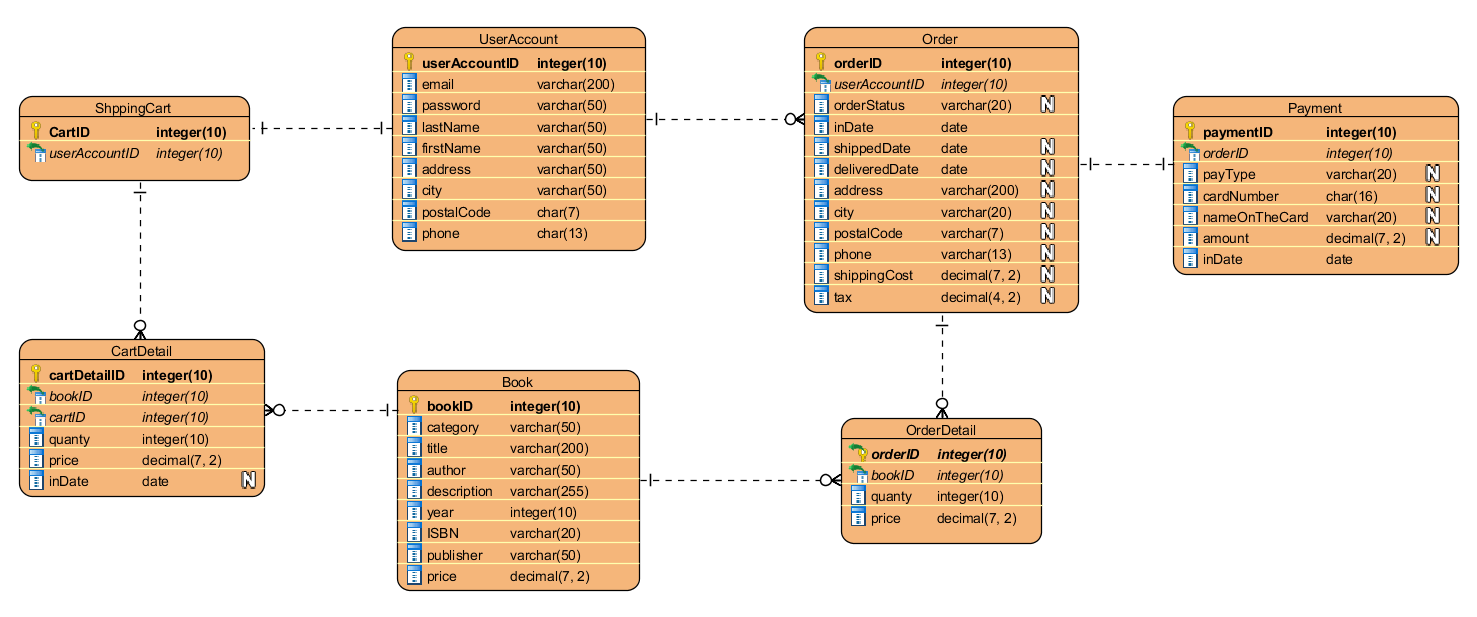 UserAccount
userAccountID integer(10)
email varchar(200)
password varchar(50)
lastName varchar(50)
firstName varchar(50)
address varchar(50)
city varchar(50)
postalCode char(7)
phone char(13)
Order
orderID integer(10)
userAccountID integer(10)
orderStatus varchar(20) N
inDate date
shippedDate date N
deliveredDate date N
address varchar(200) N
city varchar(20) N
postalCode varchar(7) N
phone varchar(13) N
shippingCost decimal(7, 2) N
tax decimal(4, 2) N
ShppingCart
CartID integer(10)
userAccountID integer(10)
Payment
paymentID integer(10)
orderID integer(10)
payType varchar(20) N
cardNumber char(16) N
nameOnTheCard varchar(20) N
amount decimal(7, 2) N
inDate date
CartDetail
cartDetailID integer(10)
bookID integer(10)
cartID integer(10)
quanty integer(10)
price decimal(7, 2)
inDate date N
Book
bookID integer(10)
category varchar(50)
title varchar(200)
author varchar(50)
description varchar(255)
year integer(10)
ISBN varchar(20)
publisher varchar(50)
price decimal(7, 2)
OrderDetail
orderID integer(10)
bookID integer(10)
quanty integer(10)
price decimal(7, 2)